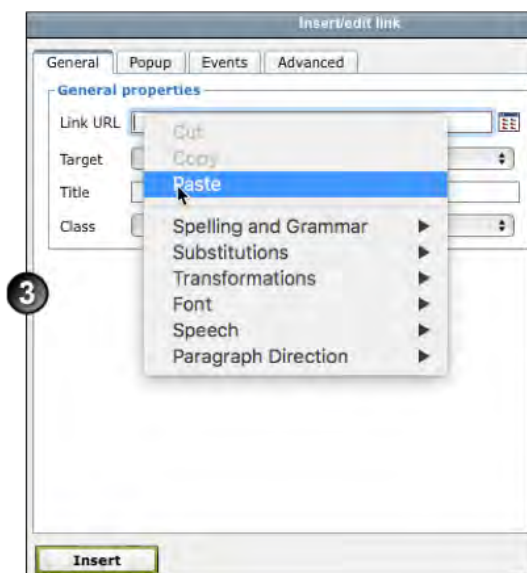 Insert/edit link
General Popup Events Advanced
General properties
Link URL
Target
Title
Class
Cut
Copy
Paste
Spelling and Grammar
Substitutions
Transformations
Font
Speech
Paragraph Direction
3
Insert